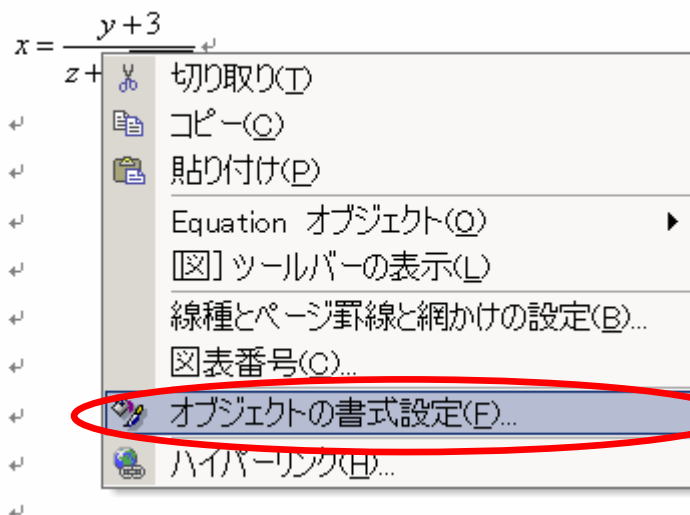 x = y+3
z+
切り取り(T)
コピー(C)
貼り付け(P)
Equation オブジェクト(O)
[図] ツールバーの表示(L)
線種とページ罫線と網かけの設定(B)...
図表番号(C)...
オブジェクトの書式設定(F)...
ハイパーリンク(H)...